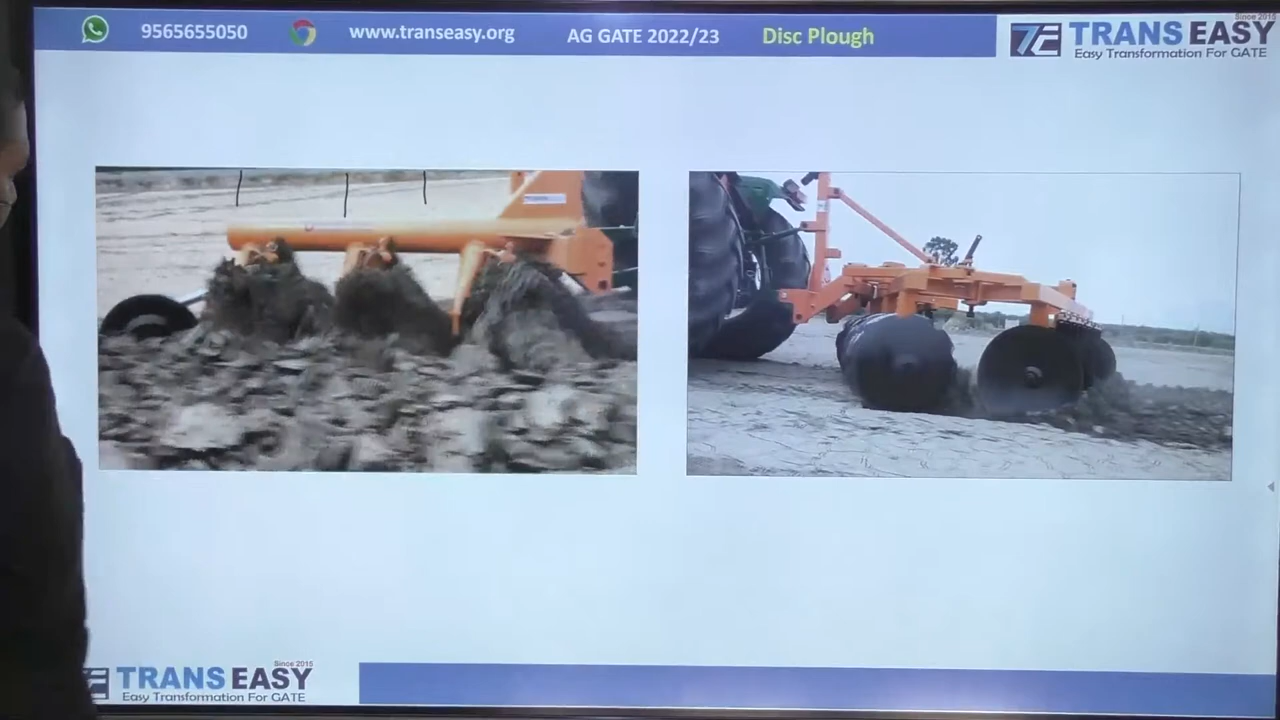 9565655050 www.transeasy.org AG GATE 2022/23 Disc Plough
Since 2015
TRANS EASY
Easy Transformation For GATE
Since 2015
TRANS EASY
Easy Transformation For GATE